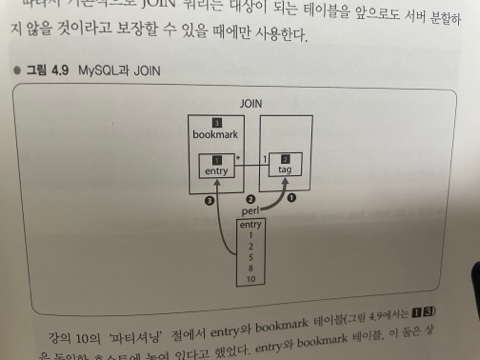 따라서 기본적으로 JOIN 쿼리는 대상이 되는 테이블을 앞으로도 서버 분할하
지 않을 것이라고 보장할 수 있을 때에만 사용한다.
● 그림 4.9 MySQL과 JOIN
JOIN
3
bookmark
1
entry
* 1
2
tag
❸ ❷ ❶
perl
entry
1
2
5
8
10
강의 10의 '파티셔닝' 절에서 entry와 bookmark 테이블(그림 4.9에서는 1 3)
을 동일한 호스트에 놓여 있다고 했었다. entry와 bookmark 테이블, 이 둘은 상